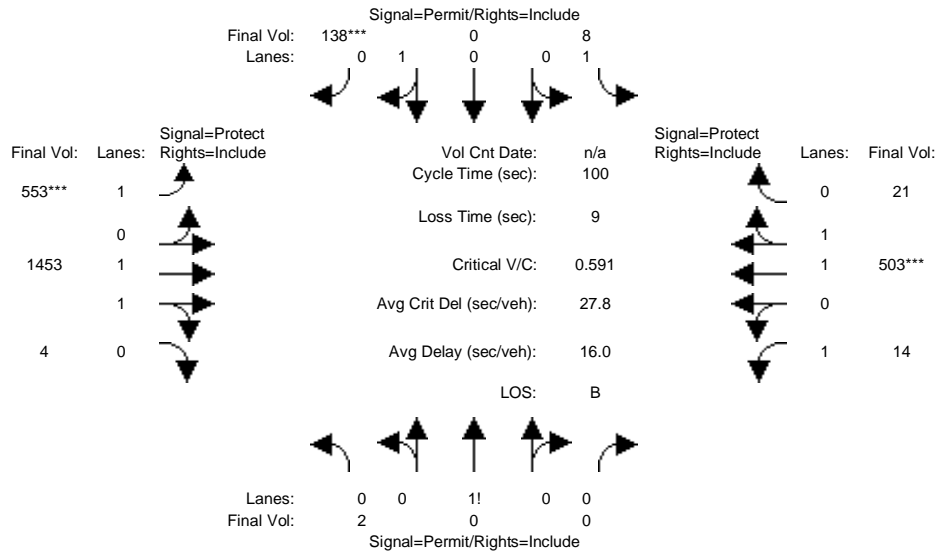 Signal=Permit/Rights=Include
Final Vol: 138*** 0 8
Lanes: 0 1 0 0 1
Signal=Protect
Final Vol: Lanes: Rights=Include
Vol Cnt Date: n/a
Signal=Protect
Rights=Include Lanes: Final Vol:
Cycle Time (sec): 100
553*** 1
0 21
Loss Time (sec): 9
0
1
1453 1
Critical V/C: 0.591
1 503***
1
Avg Crit Del (sec/veh): 27.8
0
4 0
Avg Delay (sec/veh): 16.0
1 14
LOS: B
Lanes: 0 0 1! 0 0
Final Vol: 2 0 0
Signal=Permit/Rights=Include